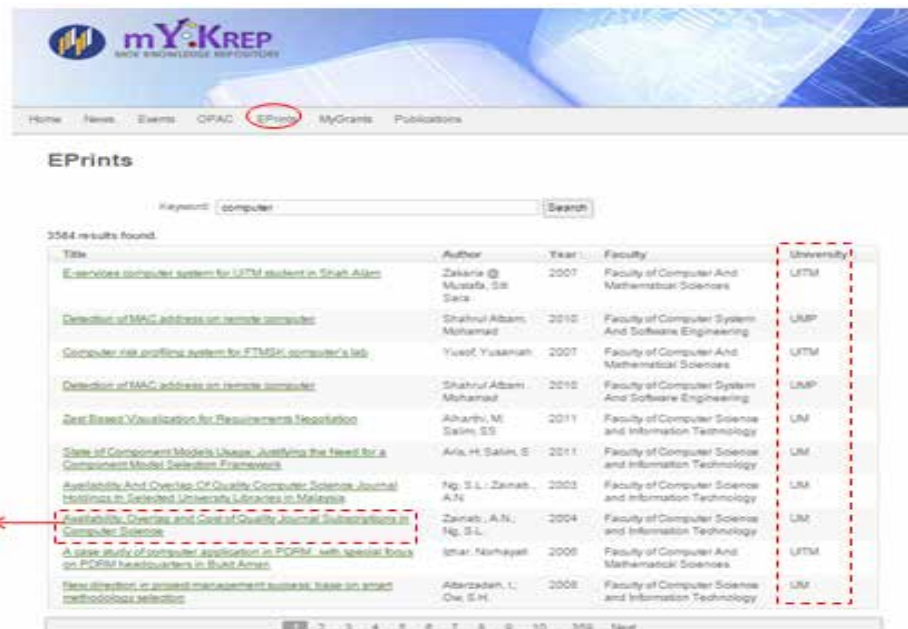 mY.KREP
MICR KNOWLEDGE REPOSITORY
Home News Events OPAC EPrints MyGrants Publications
EPrints
Keyword: computer Search
3584 results found.
Title Author Year Faculty University
E-services computer system for UiTM student in Shah Alam Zakaria @ 2007 Faculty of Computer And UITM
Mustafa, Siti Mathematical Sciences
Sara
Detection of MAC address on remote computer Shahrul Azham, 2010 Faculty of Computer System UMP
Mohamad And Software Engineering
Computer risk profiling system for FTMSK computer's lab Yusof, Yusaniah 2007 Faculty of Computer And UITM
Mathematical Sciences
Detection of MAC address on remote computer Shahrul Azham, 2010 Faculty of Computer System UMP
Mohamad And Software Engineering
Zest Based Visualization for Requirements Negotiation Alharthi, M; 2011 Faculty of Computer Science UM
Salim, SS and Information Technology
State of Component Models Usage: Justifying the Need for a Aris, H; Salim, S 2011 Faculty of Computer Science UM
Component Model Selection Framework and Information Technology
Availability And Overlap Of Quality Computer Science Journal Ng, S.L.; Zainab, 2003 Faculty of Computer Science UM
Holdings In Selected University Libraries in Malaysia A.N. and Information Technology
Availability, Overlap and Cost of Quality Journal Subscriptions in Zainab, A.N.; 2004 Faculty of Computer Science UM
Computer Science Ng, S.L. and Information Technology
A case study of computer application in PDRM: with special focus Izhar, Norhayati 2006 Faculty of Computer And UITM
on PDRM headquarters in Bukit Aman Mathematical Sciences
New direction in project management success: base on smart Attarzadeh, I.; 2008 Faculty of Computer Science UM
methodology selection Ow, S.H. and Information Technology
1 2 3 4 5 6 7 8 9 10 ... 359 Next